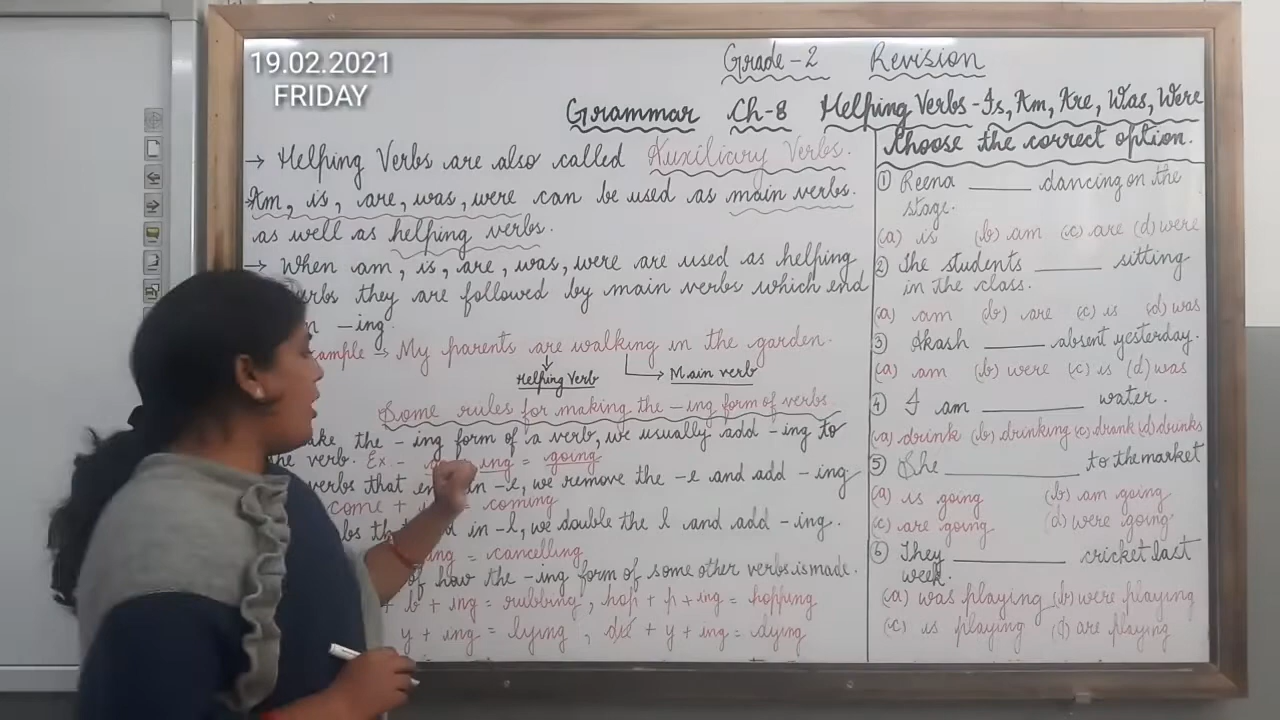 19.02.2021
FRIDAY
Grade-2 Revision
Grammar Ch-8 Helping Verbs - Is, Am, Are, Was, Were
→ Helping Verbs are also called Auxiliary Verbs.
Am, is, are, was, were can be used as main verbs
as well as helping verbs.
→ When am, is, are, was, were are used as helping
verbs they are followed by main verbs which end
-ing.
→ My parents are walking in the garden.
Helping Verb Main verb
Some rules for making the -ing form of verbs
the -ing form of a verb, we usually add -ing to
the verb. Ex. - ing = going
verbs that in -e, we remove the -e and add -ing
come + = coming
in -l, we double the l and add -ing.
ing = cancelling
of how the -ing form of some other verbs is made.
+ b + ing = rubbing, hop + p + ing = hopping
y + ing = lying, die + y + ing = dying
Choose the correct option.
① Reena ____ dancing on the
stage.
(a) is (b) am (c) are (d) were
② The students ____ sitting
in the class.
(a) am (b) are (c) is (d) was
③ Akash ____ absent yesterday.
(a) am (b) were (c) is (d) was
④ I am ____ water.
(a) drink (b) drinking (c) drank (d) drinks
⑤ She ____ to the market
(a) is going (b) am going
(c) are going (d) were going
⑥ They ____ cricket last
week.
(a) was playing (b) were playing
(c) is playing (d) are playing